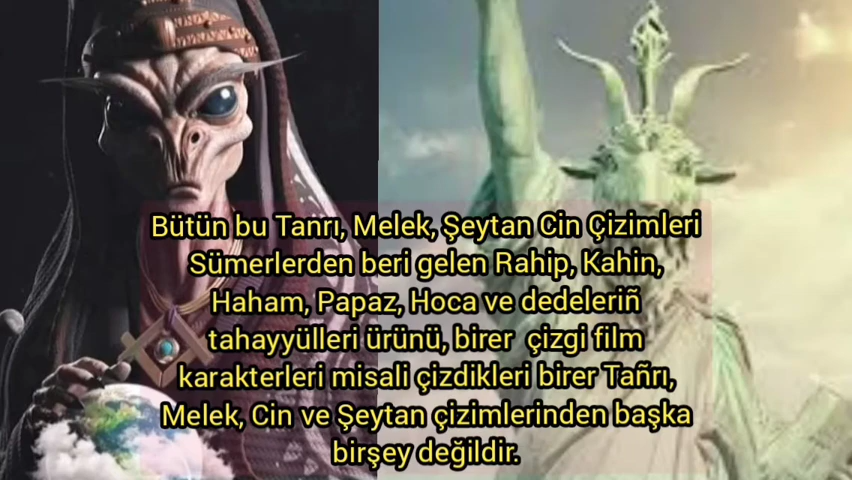 Bütün bu Tanrı, Melek, Şeytan Cin Çizimleri
Sümerlerden beri gelen Rahip, Kahin,
Haham, Papaz, Hoca ve dedeleriñ
tahayyülleri ürünü, birer çizgi film
karakterleri misali çizdikleri birer Tañrı,
Melek, Cin ve Şeytan çizimlerinden başka
birşey değildir.